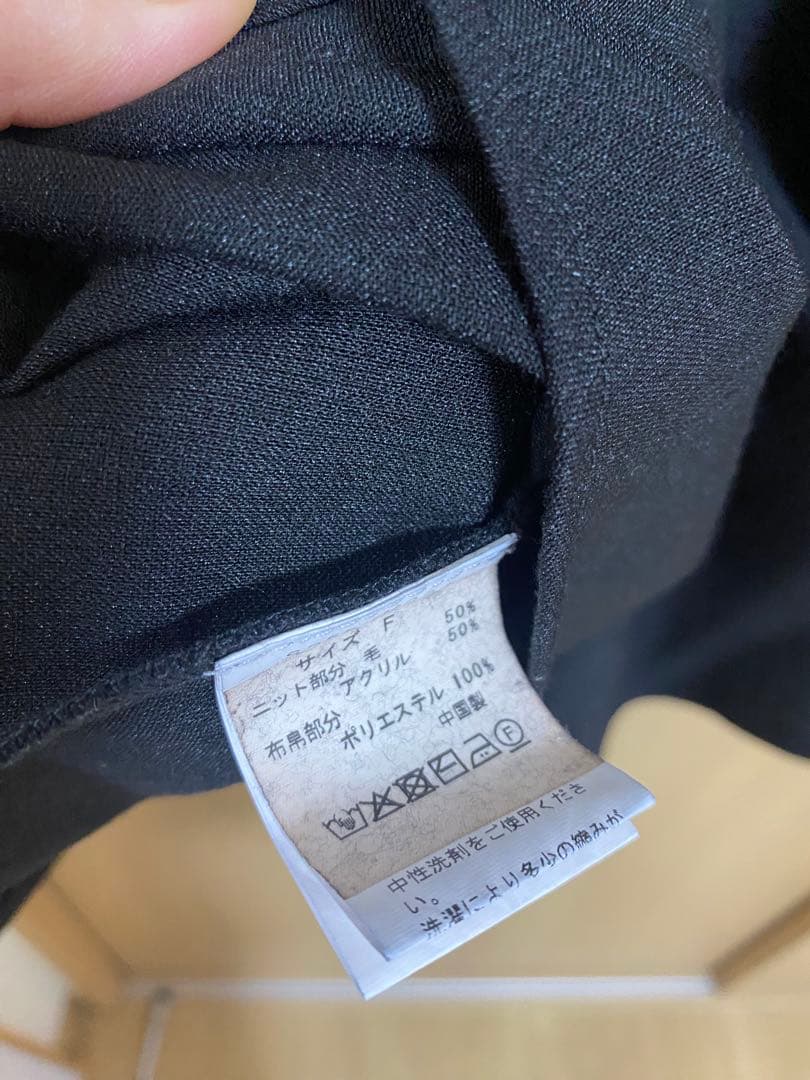 サイズ F
ニット部分 毛 50%
アクリル 50%
布帛部分
ポリエステル 100%
中国製
F
中性洗剤をご使用くださ
い。
洗濯により多少の縮みが